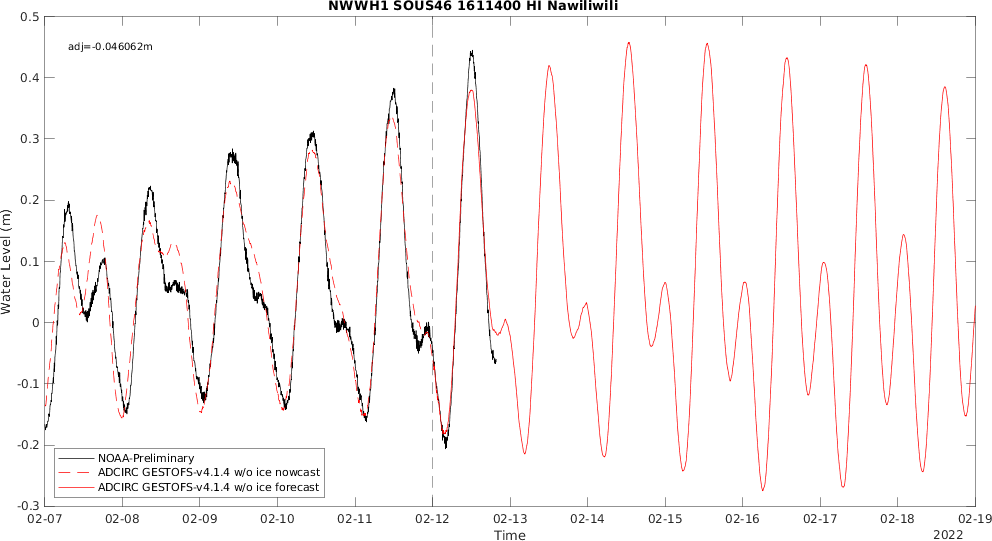 NWWH1 SOUS46 1611400 HI Nawiliwili
adj=-0.046062m
0.5
0.4
0.3
0.2
0.1
0
-0.1
-0.2
-0.3
Water Level (m)
NOAA-Preliminary
ADCIRC GESTOFS-v4.1.4 w/o ice nowcast
ADCIRC GESTOFS-v4.1.4 w/o ice forecast
02-07 02-08 02-09 02-10 02-11 02-12 02-13 02-14 02-15 02-16 02-17 02-18 02-19
Time
2022